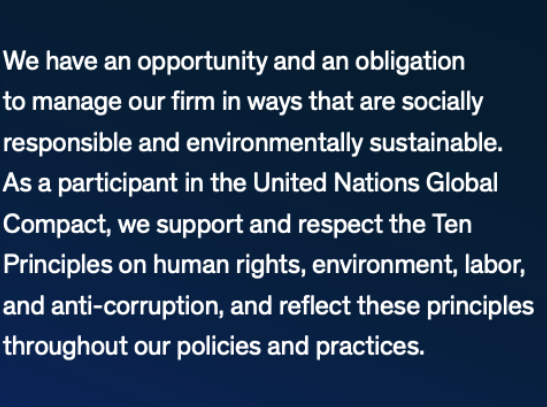 We have an opportunity and an obligation
to manage our firm in ways that are socially
responsible and environmentally sustainable.
As a participant in the United Nations Global
Compact, we support and respect the Ten
Principles on human rights, environment, labor,
and anti-corruption, and reflect these principles
throughout our policies and practices.